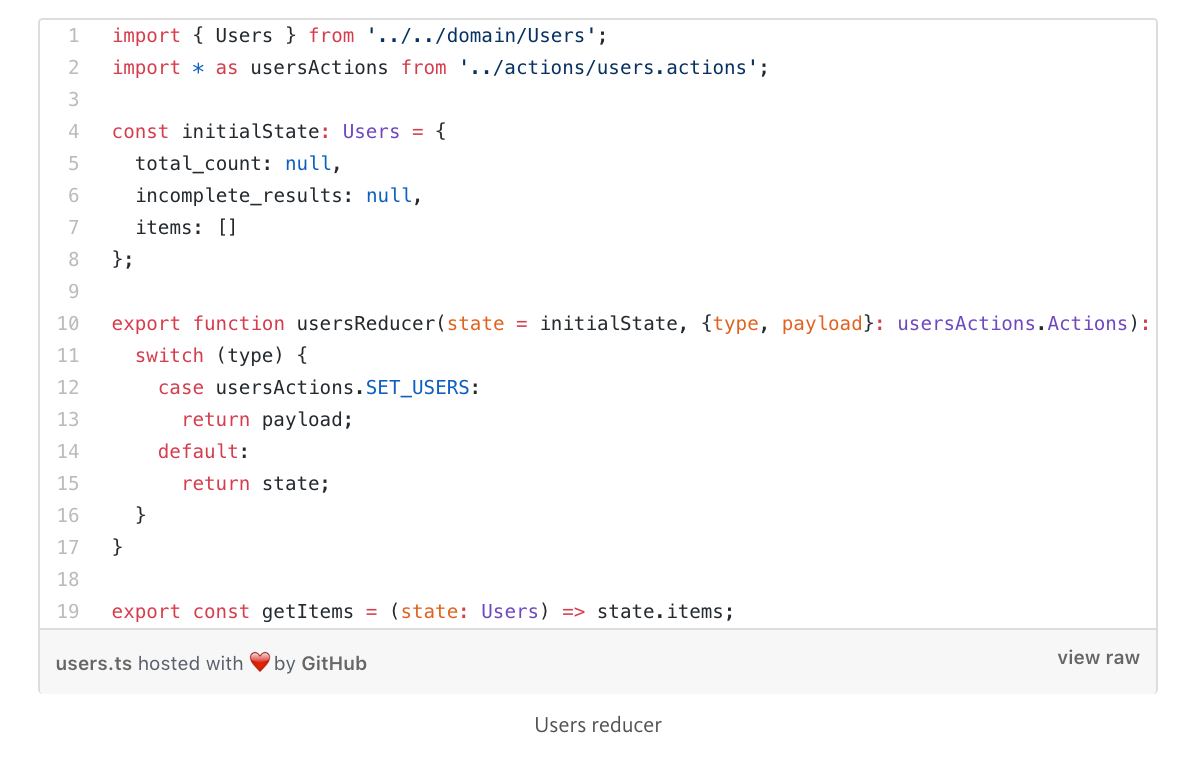 1 import { Users } from '../../domain/Users';
2 import * as usersActions from '../actions/users.actions';
3
4 const initialState: Users = {
5   total_count: null,
6   incomplete_results: null,
7   items: []
8 };
9
10 export function usersReducer(state = initialState, {type, payload}: usersActions.Actions):
11   switch (type) {
12     case usersActions.SET_USERS:
13       return payload;
14     default:
15       return state;
16   }
17 }
18
19 export const getItems = (state: Users) => state.items;
users.ts hosted with ❤ by GitHub view raw
Users reducer